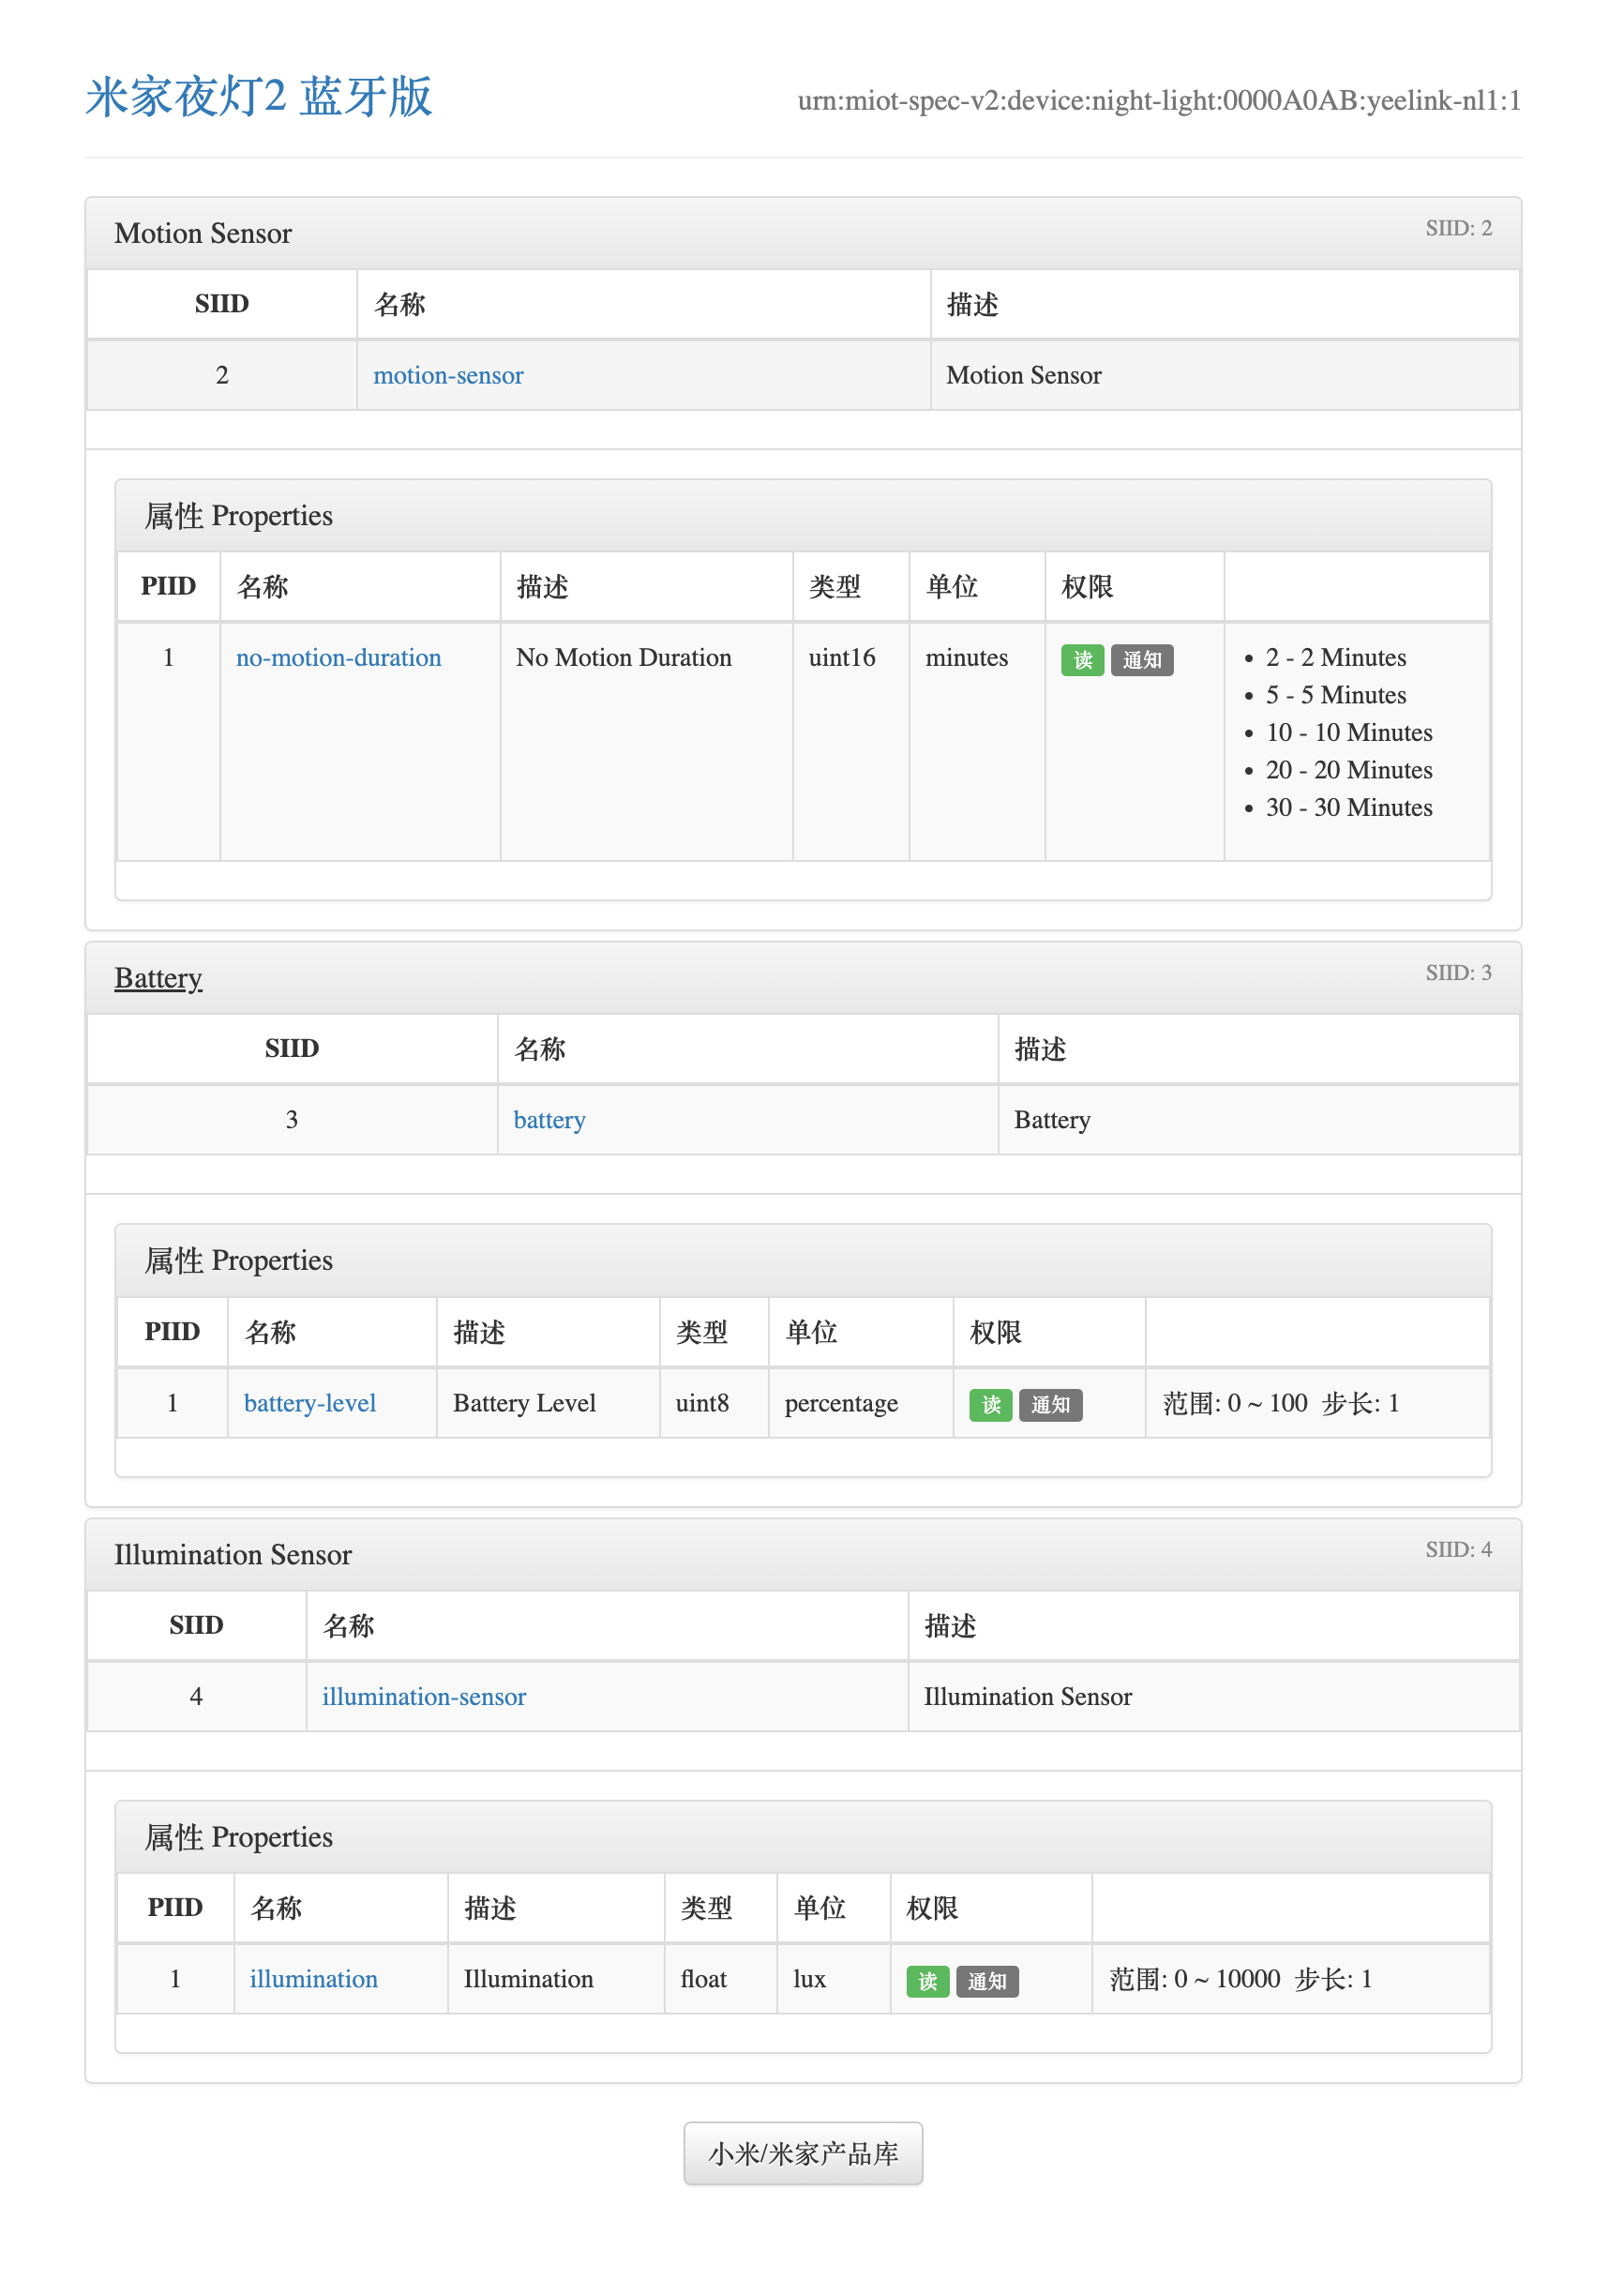 米家夜灯2 蓝牙版
urn:miot-spec-v2:device:night-light:0000A0AB:yeelink-nl1:1
Motion Sensor SIID: 2
SIID 名称 描述
2 motion-sensor Motion Sensor
属性 Properties
PIID 名称 描述 类型 单位 权限
1 no-motion-duration No Motion Duration uint16 minutes 读 通知 • 2 - 2 Minutes
• 5 - 5 Minutes
• 10 - 10 Minutes
• 20 - 20 Minutes
• 30 - 30 Minutes
Battery SIID: 3
SIID 名称 描述
3 battery Battery
属性 Properties
PIID 名称 描述 类型 单位 权限
1 battery-level Battery Level uint8 percentage 读 通知 范围: 0 ~ 100 步长: 1
Illumination Sensor SIID: 4
SIID 名称 描述
4 illumination-sensor Illumination Sensor
属性 Properties
PIID 名称 描述 类型 单位 权限
1 illumination Illumination float lux 读 通知 范围: 0 ~ 10000 步长: 1
小米/米家产品库